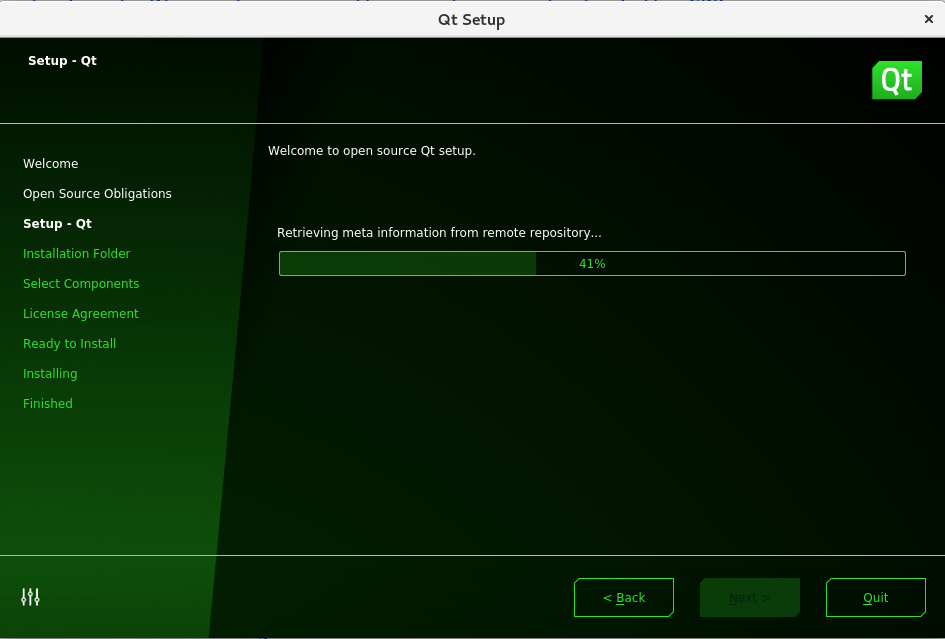 Qt Setup
Setup - Qt
Qt
Welcome to open source Qt setup.
Welcome
Open Source Obligations
Setup - Qt
Installation Folder
Select Components
License Agreement
Ready to Install
Installing
Finished
Retrieving meta information from remote repository...
41%
< Back
Next >
Quit